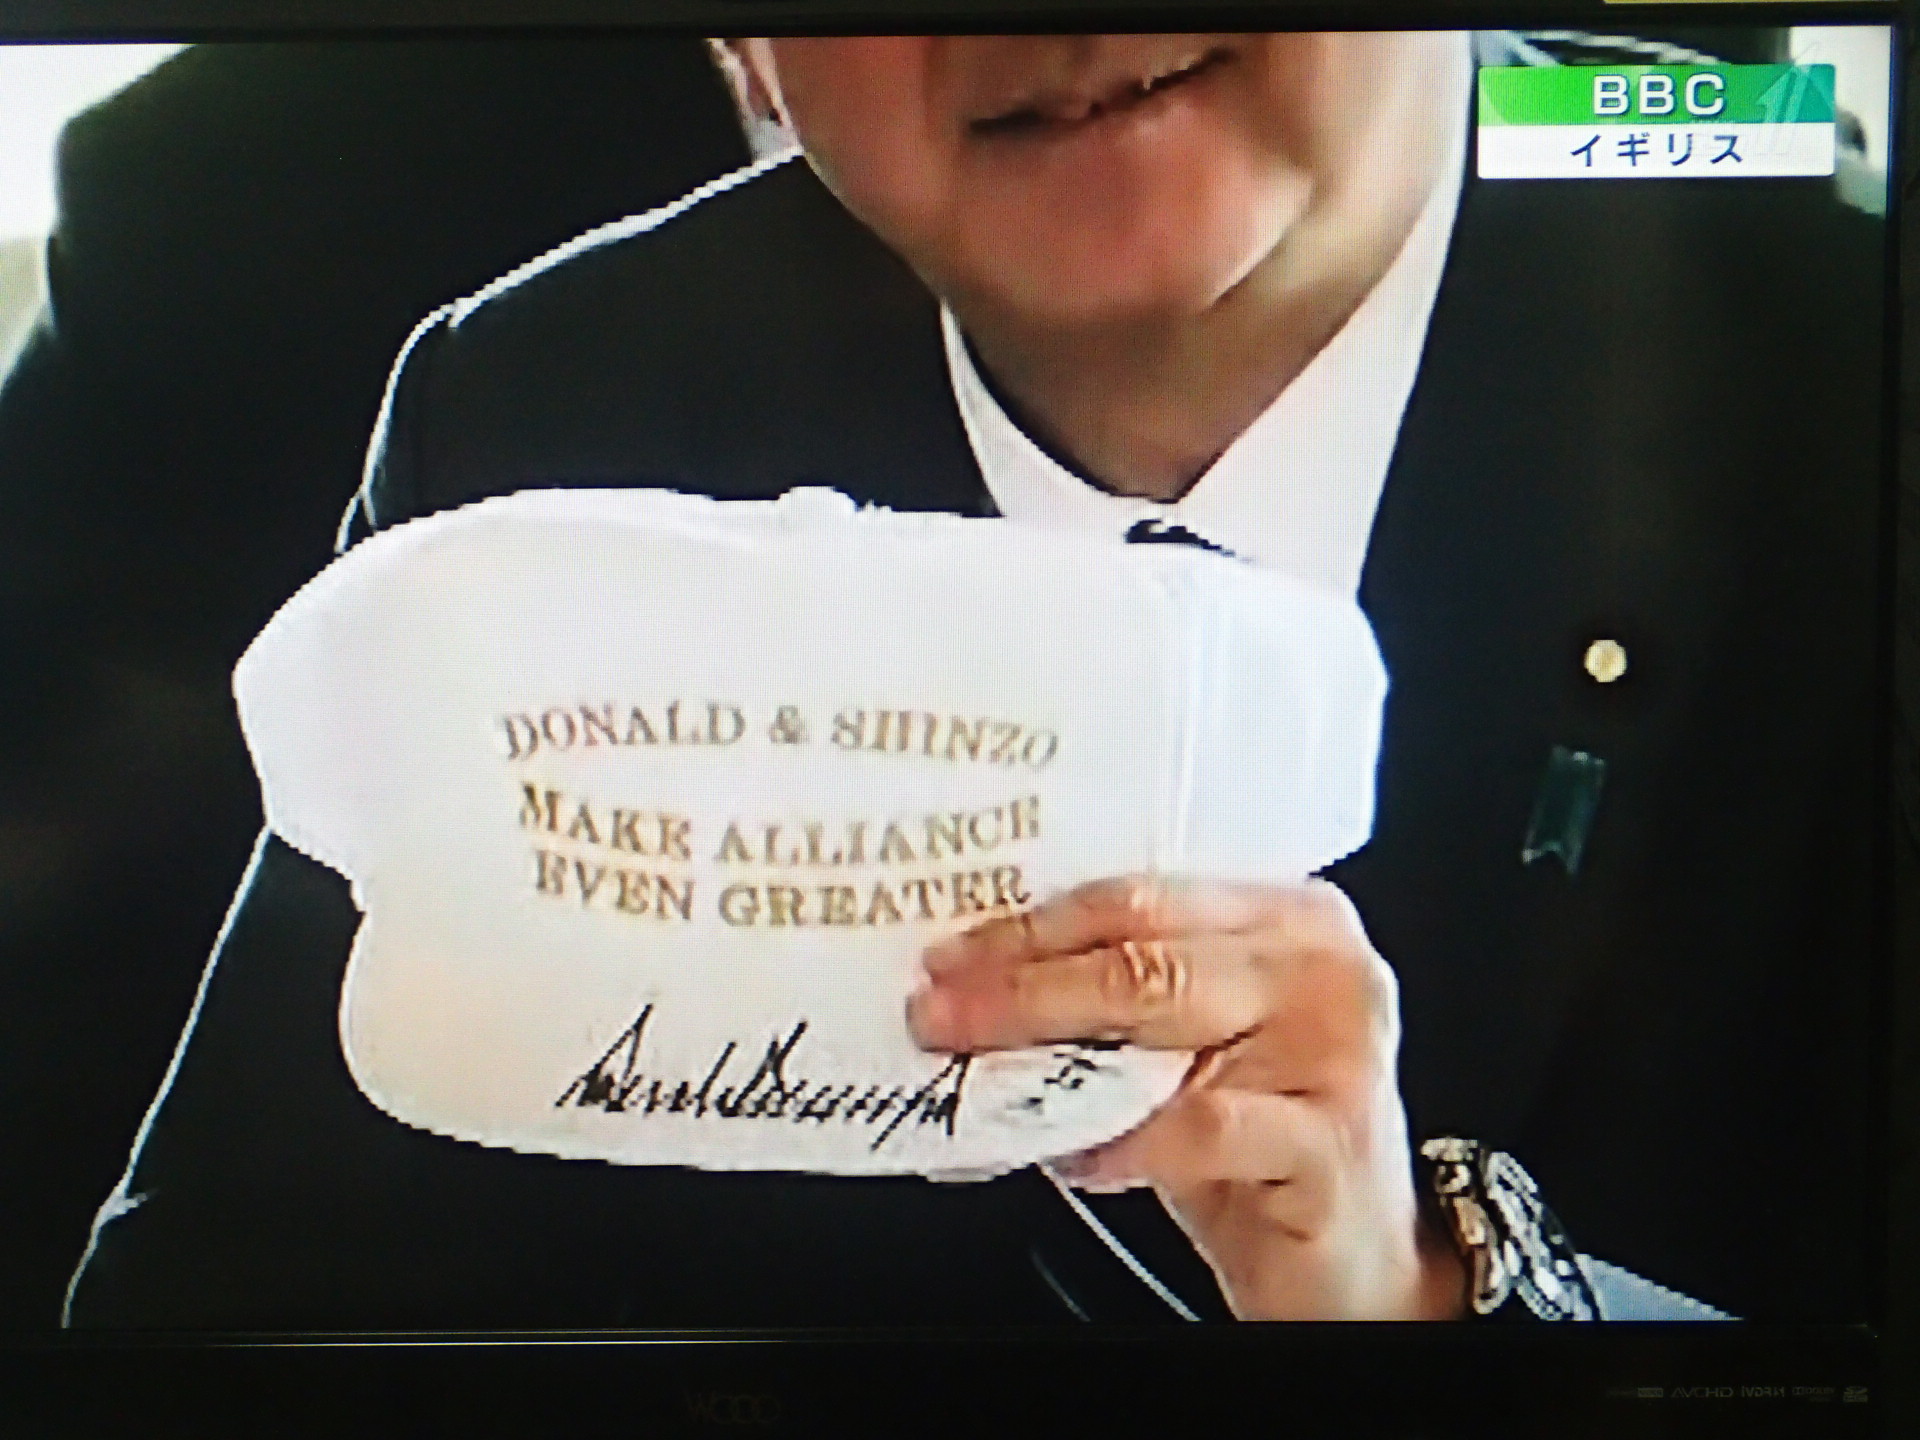 BBC
イギリス
DONALD & SHINZO
MAKE ALLIANCE
EVEN GREATER